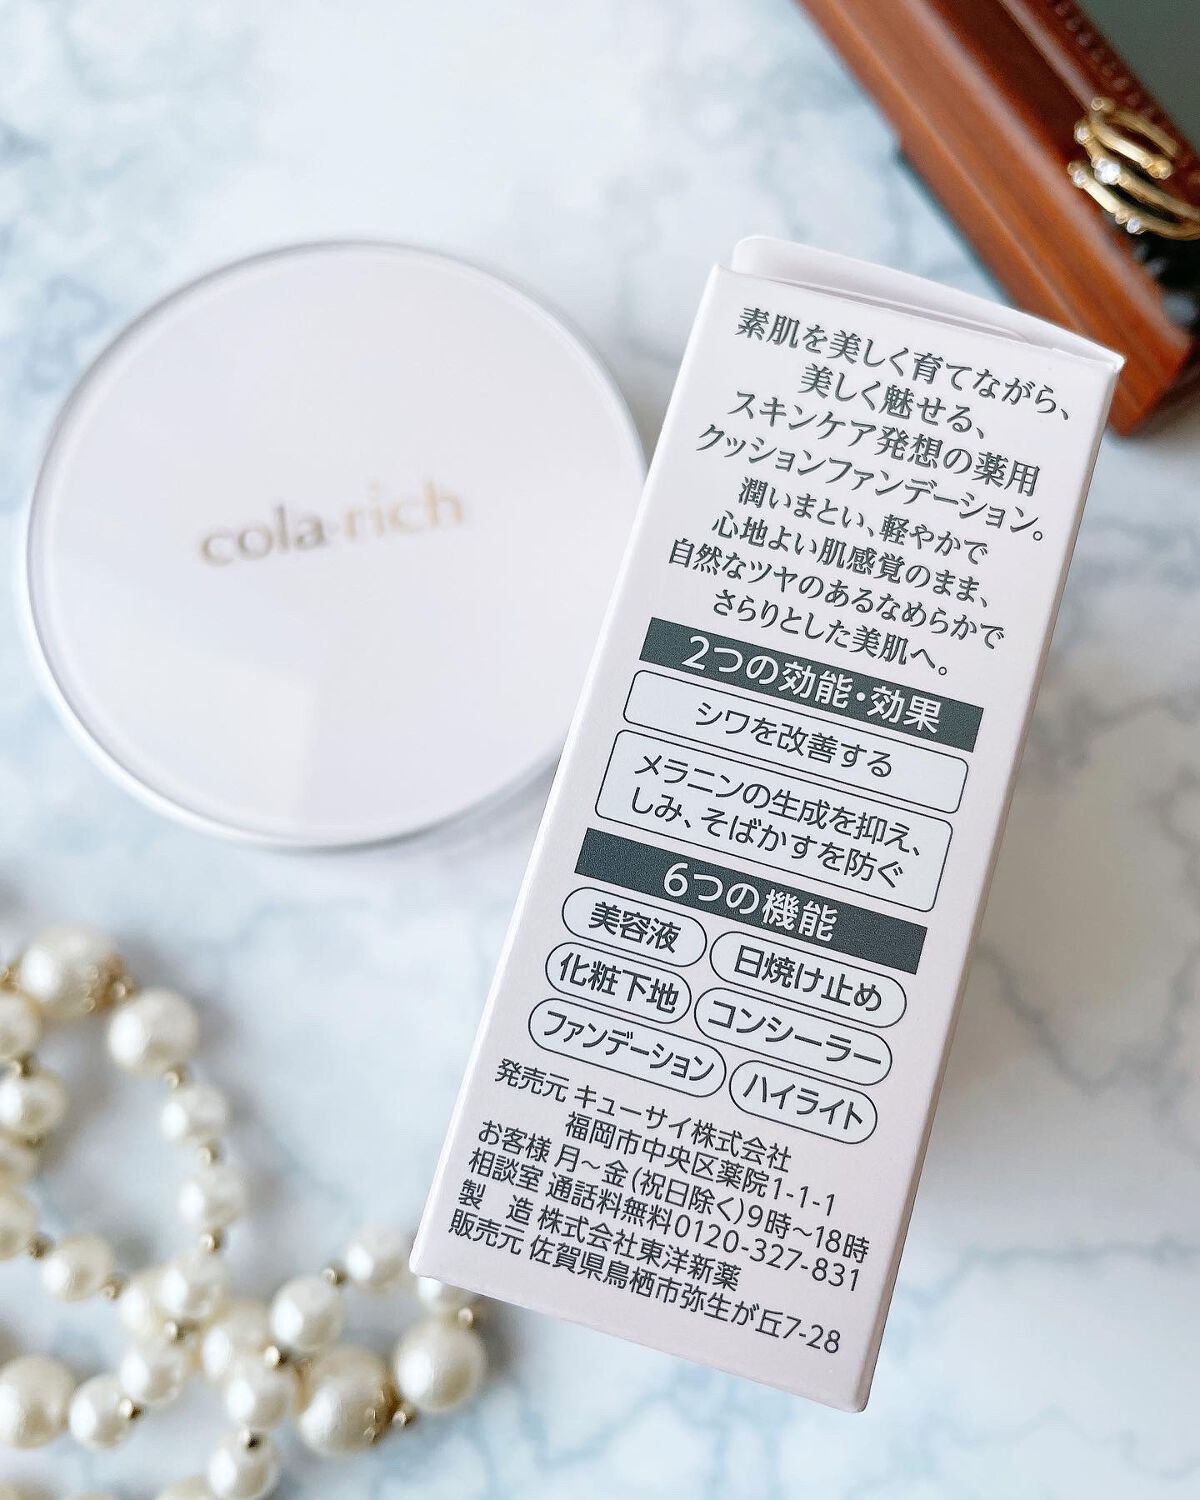 cola・rich
素肌を美しく育てながら、
美しく魅せる、
スキンケア発想の薬用
クッションファンデーション。
潤いまとい、軽やかで
心地よい肌感覚のまま、
自然なツヤのあるなめらかで
さらりとした美肌へ。
2つの効能・効果
シワを改善する
メラニンの生成を抑え、
しみ、そばかすを防ぐ
6つの機能
美容液 日焼け止め
化粧下地 コンシーラー
ファンデーション ハイライト
発売元 キューサイ株式会社
福岡市中央区薬院1-1-1
お客様 月～金(祝日除く)9時～18時
相談室 通話料無料0120-327-831
製　造 株式会社東洋新薬
販売元 佐賀県鳥栖市弥生が丘7-28